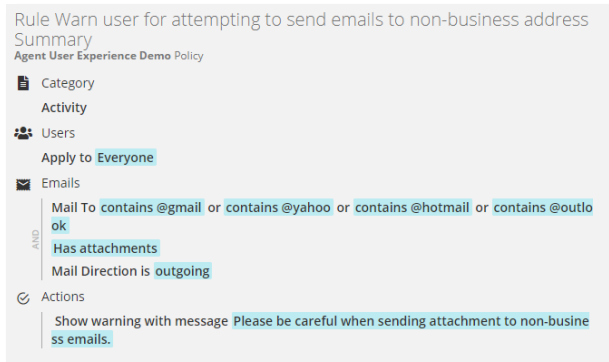 Rule Warn user for attempting to send emails to non-business address
Summary
Agent User Experience Demo Policy
Category
Activity
Users
Apply to Everyone
Emails
Mail To contains @gmail or contains @yahoo or contains @hotmail or contains @outlo
ok
AND
Has attachments
Mail Direction is outgoing
Actions
Show warning with message Please be careful when sending attachment to non-busine
ss emails.